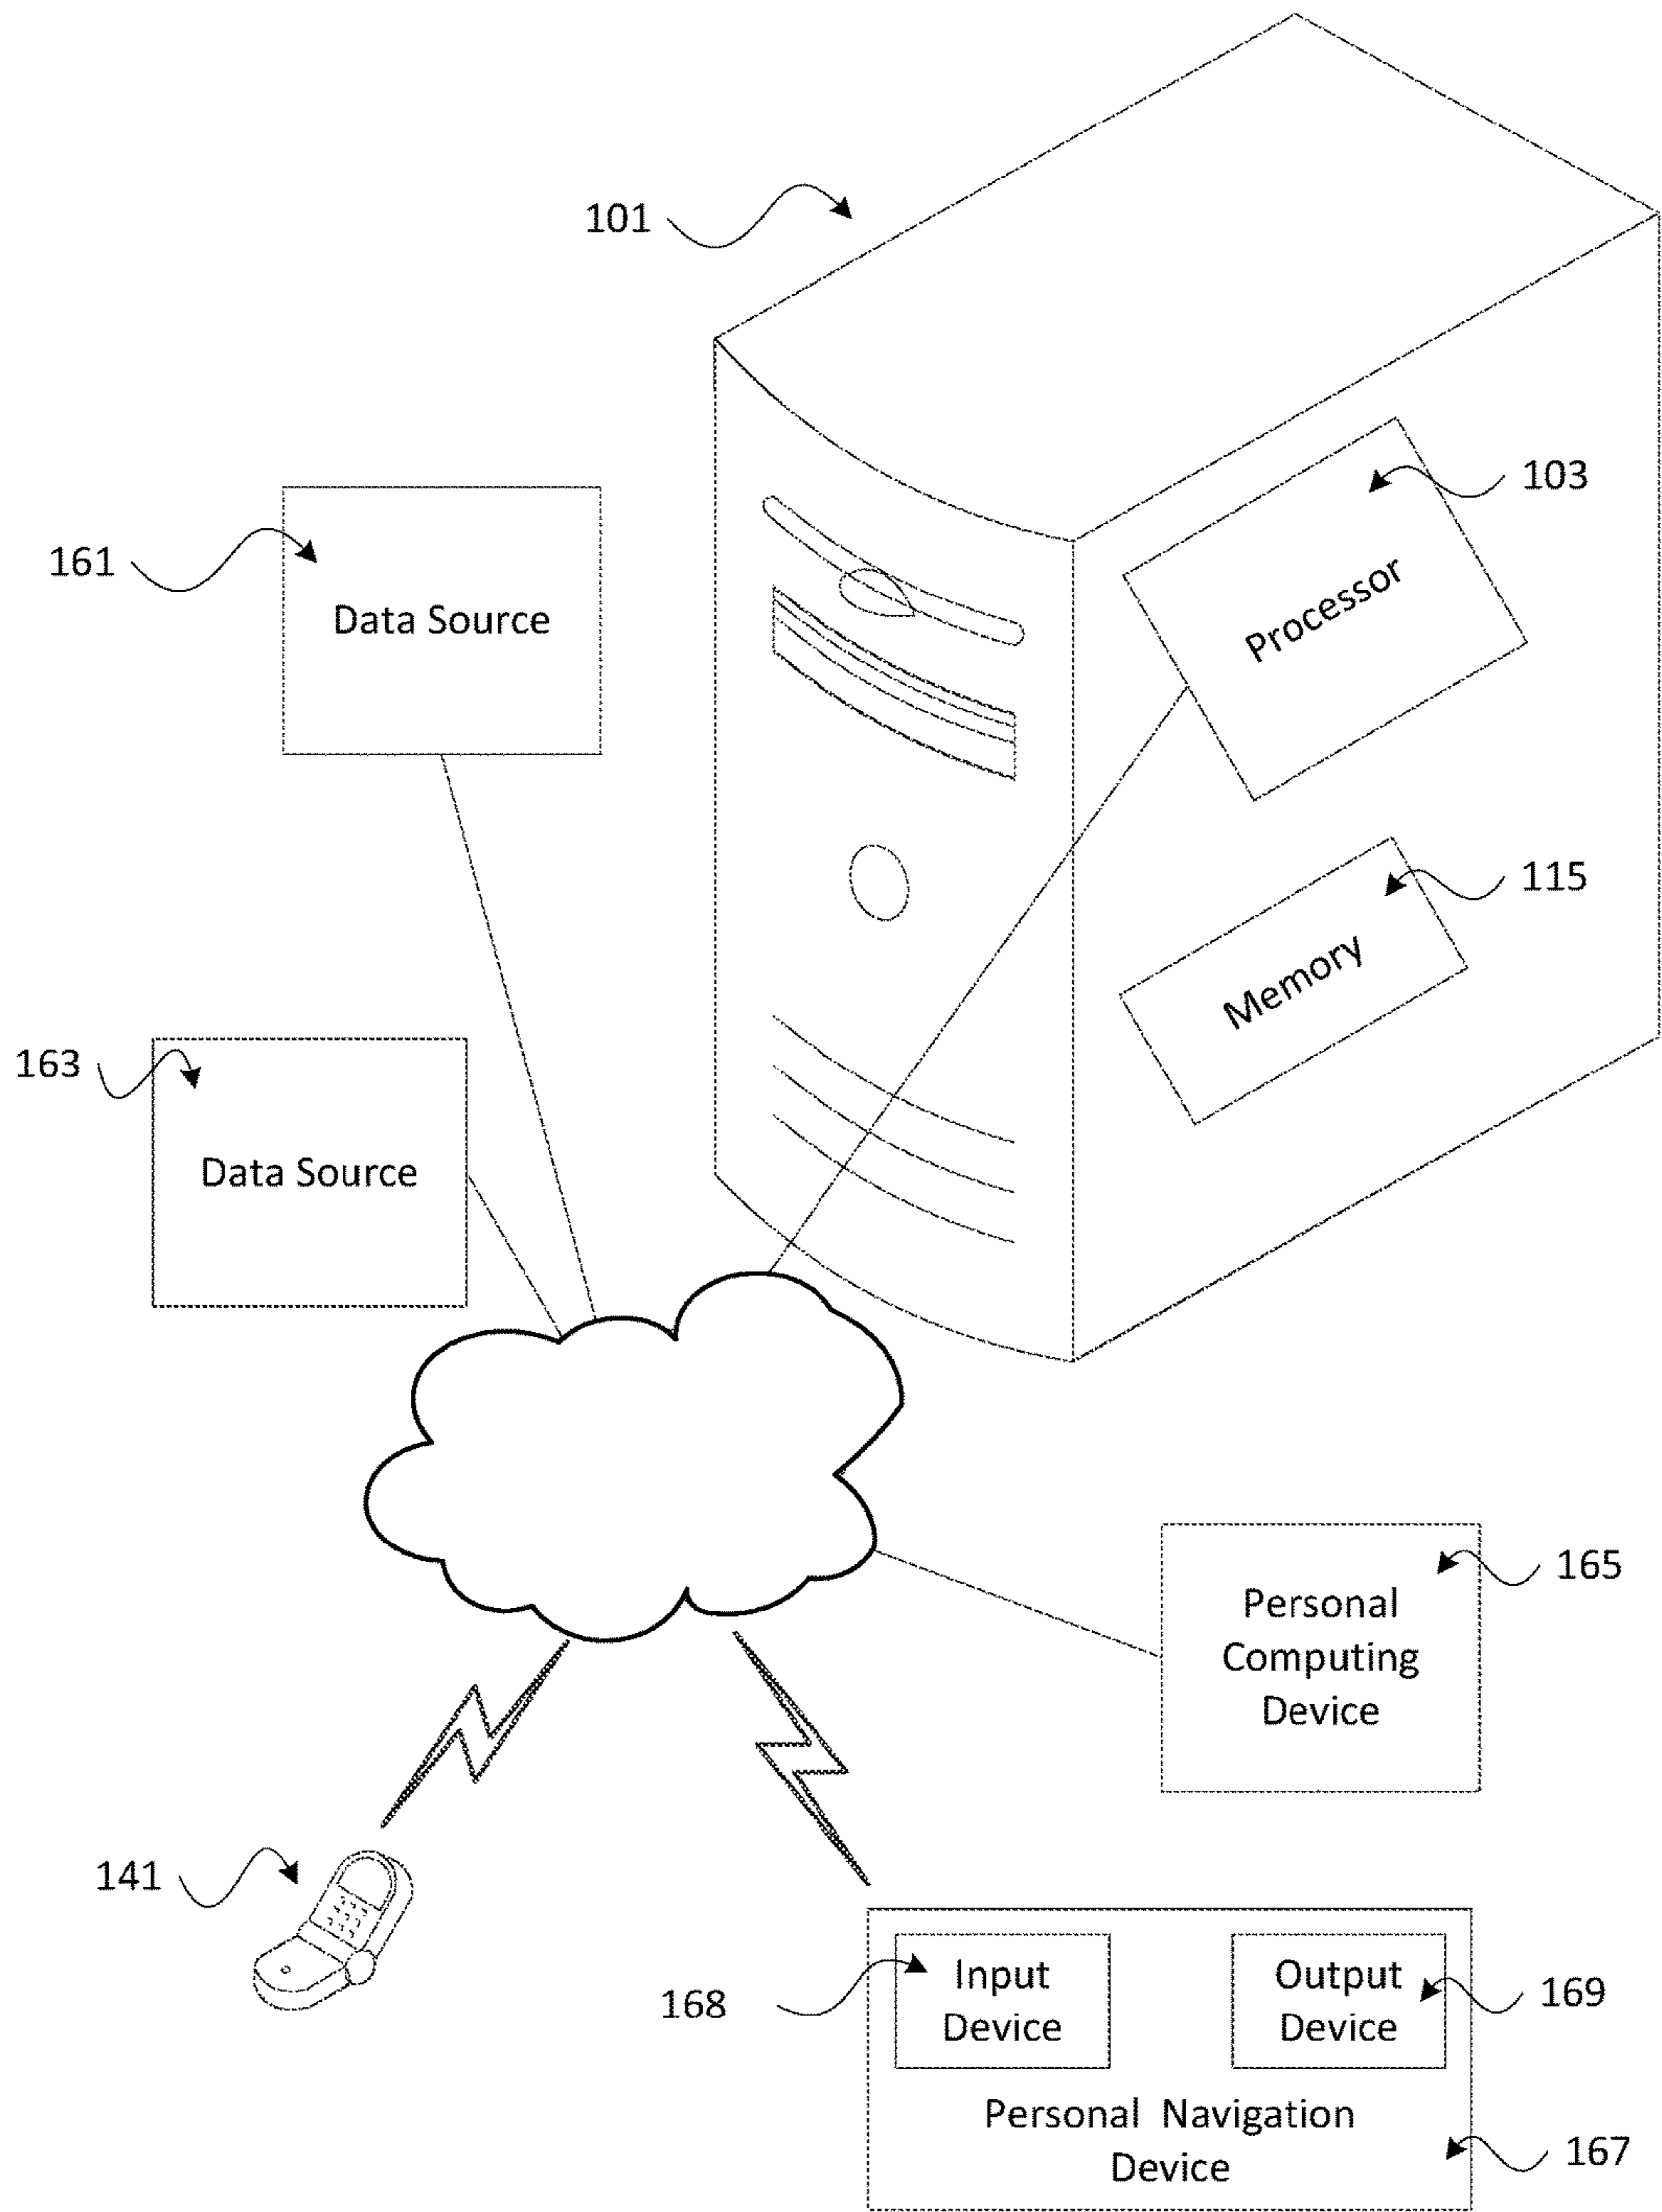 101
103
Processor
161
Data Source
115
Memory
163
Data Source
165
Personal
Computing
Device
141
168
Input
Device
Output
Device
169
Personal Navigation
Device
167